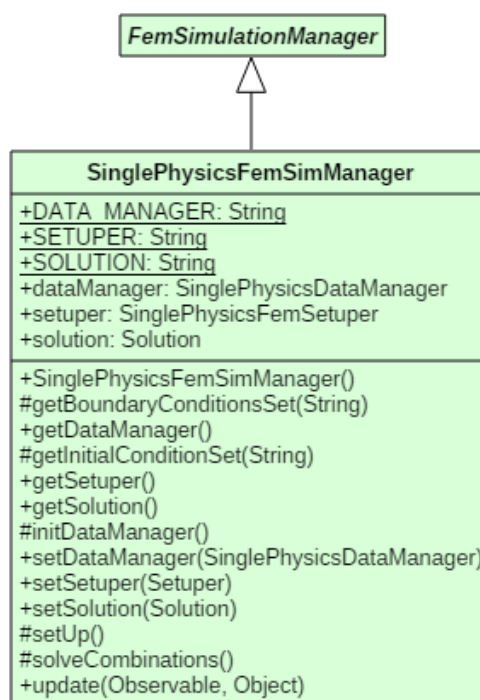 FemSimulationManager
SinglePhysicsFemSimManager
+DATA_MANAGER: String
+SETUPER: String
+SOLUTION: String
+dataManager: SinglePhysicsDataManager
+setuper: SinglePhysicsFemSetuper
+solution: Solution
+SinglePhysicsFemSimManager()
#getBoundaryConditionsSet(String)
+getDataManager()
#getInitialConditionSet(String)
+getSetuper()
+getSolution()
#initDataManager()
+setDataManager(SinglePhysicsDataManager)
+setSetuper(Setuper)
+setSolution(Solution)
#setUp()
#solveCombinations()
+update(Observable, Object)